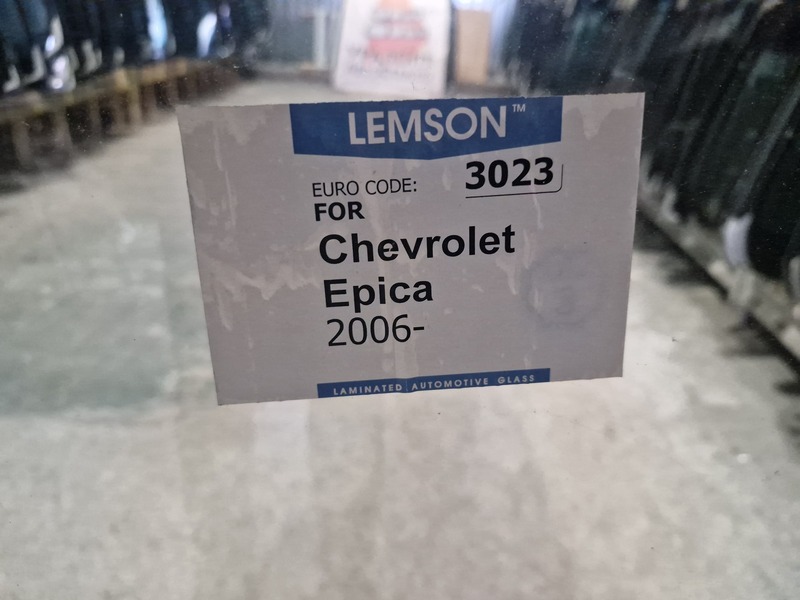 LEMSON™
EURO CODE: 3023
FOR
Chevrolet
Epica
2006-
LAMINATED AUTOMOTIVE GLASS